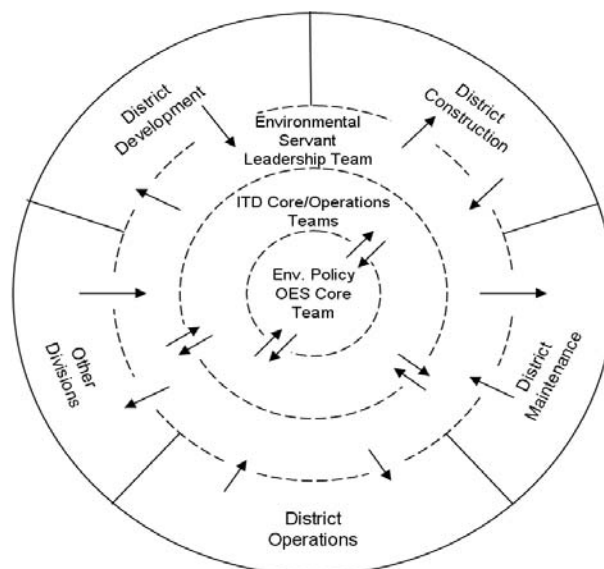 District
Development
District
Construction
Environmental
Servant
Leadership Team
ITD Core/Operations
Teams
Env. Policy
OES Core
Team
Other
Divisions
District
Maintenance
District
Operations